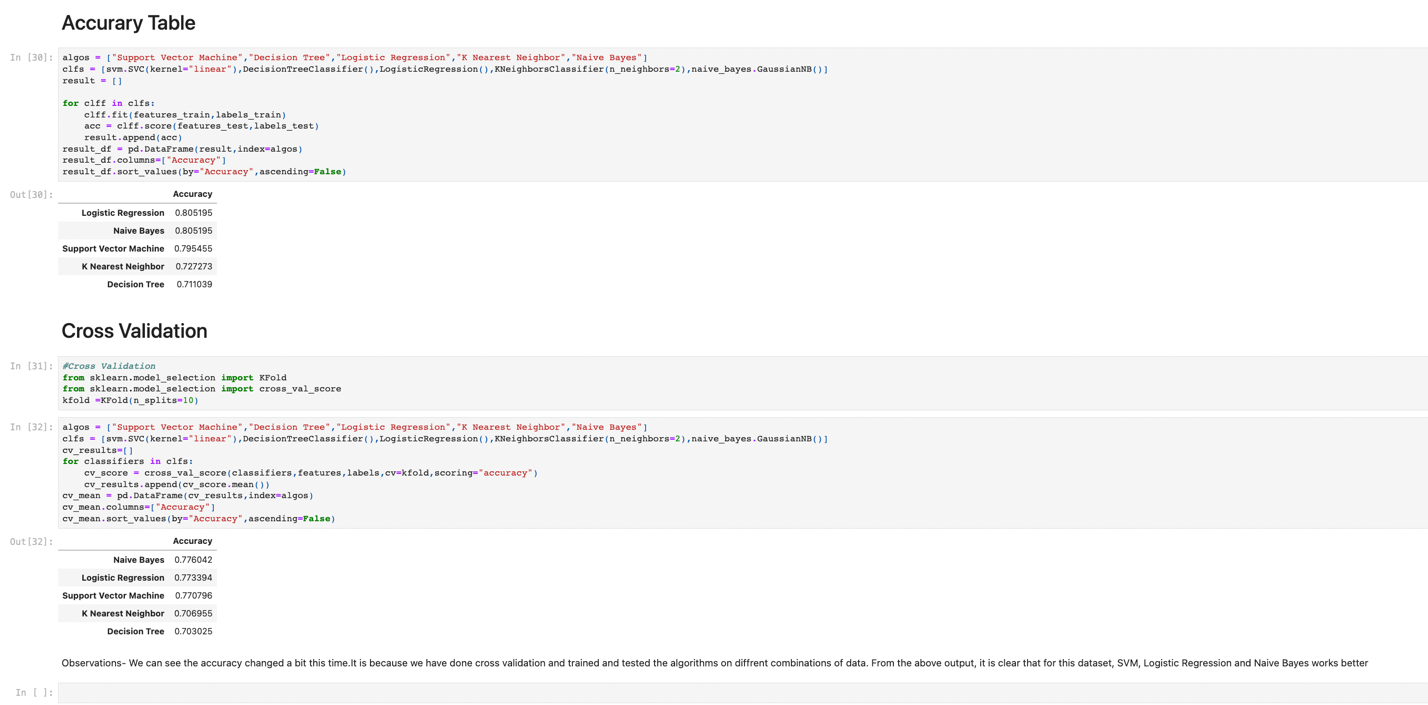 Accurary Table
In [30]:
algos = ["Support Vector Machine","Decision Tree","Logistic Regression","K Nearest Neighbor","Naive Bayes"]
clfs = [svm.SVC(kernel="linear"),DecisionTreeClassifier(),LogisticRegression(),KNeighborsClassifier(n_neighbors=2),naive_bayes.GaussianNB()]
result = []
for clff in clfs:
    clff.fit(features_train,labels_train)
    acc = clff.score(features_test,labels_test)
    result.append(acc)
result_df = pd.DataFrame(result,index=algos)
result_df.columns=["Accuracy"]
result_df.sort_values(by="Accuracy",ascending=False)
Out[30]:
Accuracy
Logistic Regression 0.805195
Naive Bayes 0.805195
Support Vector Machine 0.795455
K Nearest Neighbor 0.727273
Decision Tree 0.711039
Cross Validation
In [31]:
#Cross Validation
from sklearn.model_selection import KFold
from sklearn.model_selection import cross_val_score
kfold =KFold(n_splits=10)
In [32]:
algos = ["Support Vector Machine","Decision Tree","Logistic Regression","K Nearest Neighbor","Naive Bayes"]
clfs = [svm.SVC(kernel="linear"),DecisionTreeClassifier(),LogisticRegression(),KNeighborsClassifier(n_neighbors=2),naive_bayes.GaussianNB()]
cv_results=[]
for classifiers in clfs:
    cv_score = cross_val_score(classifiers,features,labels,cv=kfold,scoring="accuracy")
    cv_results.append(cv_score.mean())
cv_mean = pd.DataFrame(cv_results,index=algos)
cv_mean.columns=["Accuracy"]
cv_mean.sort_values(by="Accuracy",ascending=False)
Out[32]:
Accuracy
Naive Bayes 0.776042
Logistic Regression 0.773394
Support Vector Machine 0.770796
K Nearest Neighbor 0.706955
Decision Tree 0.703025
Observations- We can see the accuracy changed a bit this time.It is because we have done cross validation and trained and tested the algorithms on diffrent combinations of data. From the above output, it is clear that for this dataset, SVM, Logistic Regression and Naive Bayes works better
In [ ]: